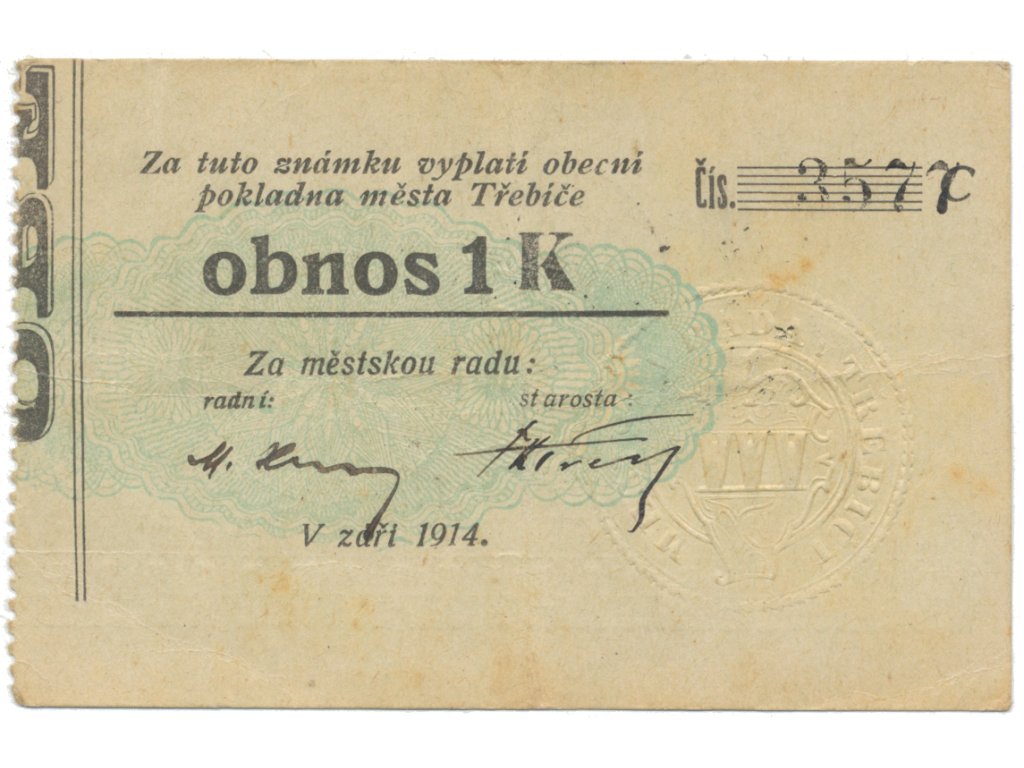 Za tuto známku vyplatí obecní
pokladna města Třebíče
Čís. 3577
obnos 1 K
Za městskou radu:
radní: starosta:
V září 1914.
V TŘEBÍČI